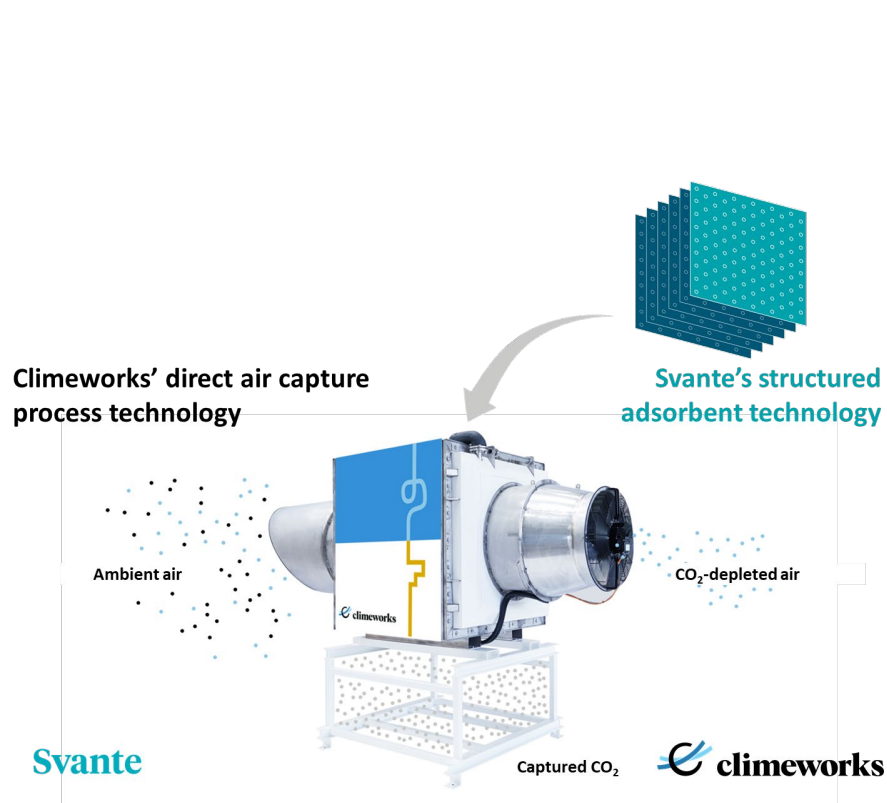 Climeworks’ direct air capture
process technology
Svante’s structured
adsorbent technology
Ambient air
CO₂-depleted air
climeworks
Captured CO₂
Svante
climeworks